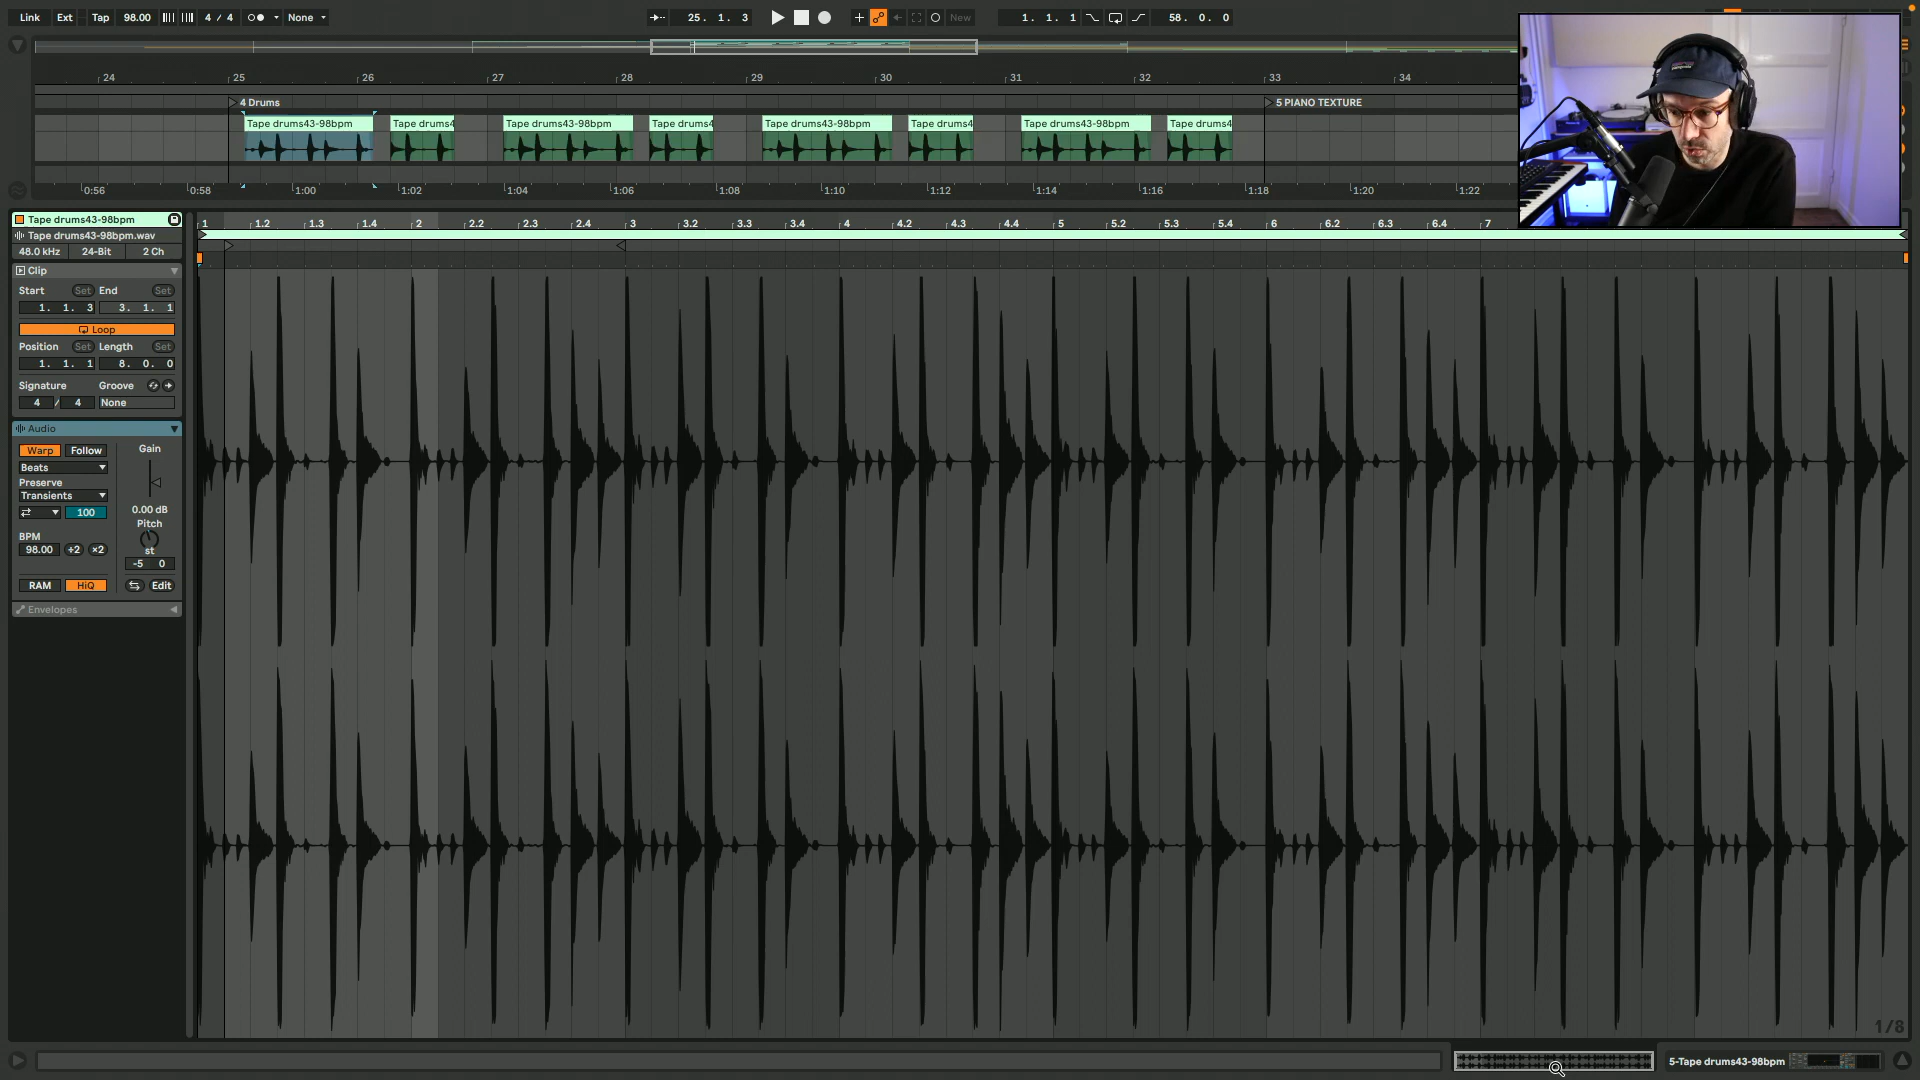 Link Ext Tap 98.00 4 / 4 None 25. 1. 3 New 1. 1. 1 58. 0. 0
24 25 26 27 28 29 30 31 32 33 34
4 Drums 5 PIANO TEXTURE
Tape drums43-98bpm Tape drums4 Tape drums43-98bpm Tape drums4 Tape drums43-98bpm Tape drums4 Tape drums43-98bpm Tape drums4
0:56 0:58 1:00 1:02 1:04 1:06 1:08 1:10 1:12 1:14 1:16 1:18 1:20 1:22
Tape drums43-98bpm
1 1.2 1.3 1.4 2 2.2 2.3 2.4 3 3.2 3.3 3.4 4 4.2 4.3 4.4 5 5.2 5.3 5.4 6 6.2 6.3 6.4 7
Tape drums43-98bpm.wav
48.0 kHz 24-Bit 2 Ch
Clip
Start Set End Set
1. 1. 3 3. 1. 1
Loop
Position Set Length Set
1. 1. 1 8. 0. 0
Signature Groove
4 / 4 None
Audio
Warp Follow Gain
Beats
Preserve
Transients
100 0.00 dB
Pitch
BPM st
98.00 ÷2 ×2
-5 0
RAM HiQ Edit
Envelopes
1/8
5-Tape drums43-98bpm